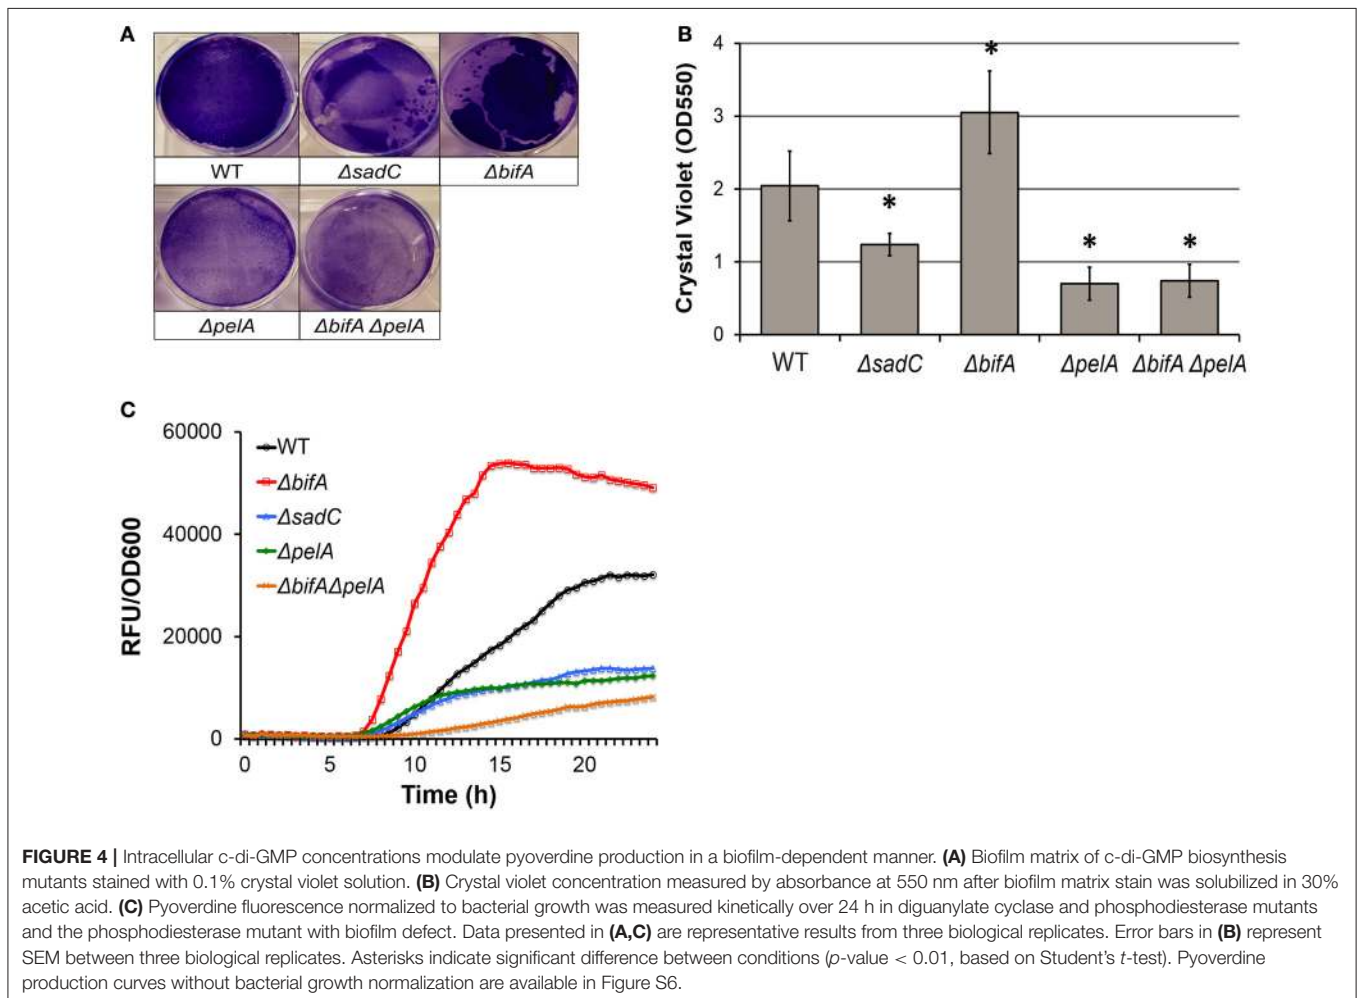 A
WT
ΔsadC
ΔbifA
ΔpelA
ΔbifA ΔpelA
B
Crystal Violet (OD550)
4
3
2
1
0
*
*
*
*
WT
ΔsadC
ΔbifA
ΔpelA
ΔbifA ΔpelA
C
RFU/OD600
60000
40000
20000
0
WT
ΔbifA
ΔsadC
ΔpelA
ΔbifAΔpelA
0
5
10
15
20
Time (h)
FIGURE 4 | Intracellular c-di-GMP concentrations modulate pyoverdine production in a biofilm-dependent manner. (A) Biofilm matrix of c-di-GMP biosynthesis
mutants stained with 0.1% crystal violet solution. (B) Crystal violet concentration measured by absorbance at 550 nm after biofilm matrix stain was solubilized in 30%
acetic acid. (C) Pyoverdine fluorescence normalized to bacterial growth was measured kinetically over 24 h in diguanylate cyclase and phosphodiesterase mutants
and the phosphodiesterase mutant with biofilm defect. Data presented in (A,C) are representative results from three biological replicates. Error bars in (B) represent
SEM between three biological replicates. Asterisks indicate significant difference between conditions (p-value < 0.01, based on Student's t-test). Pyoverdine
production curves without bacterial growth normalization are available in Figure S6.